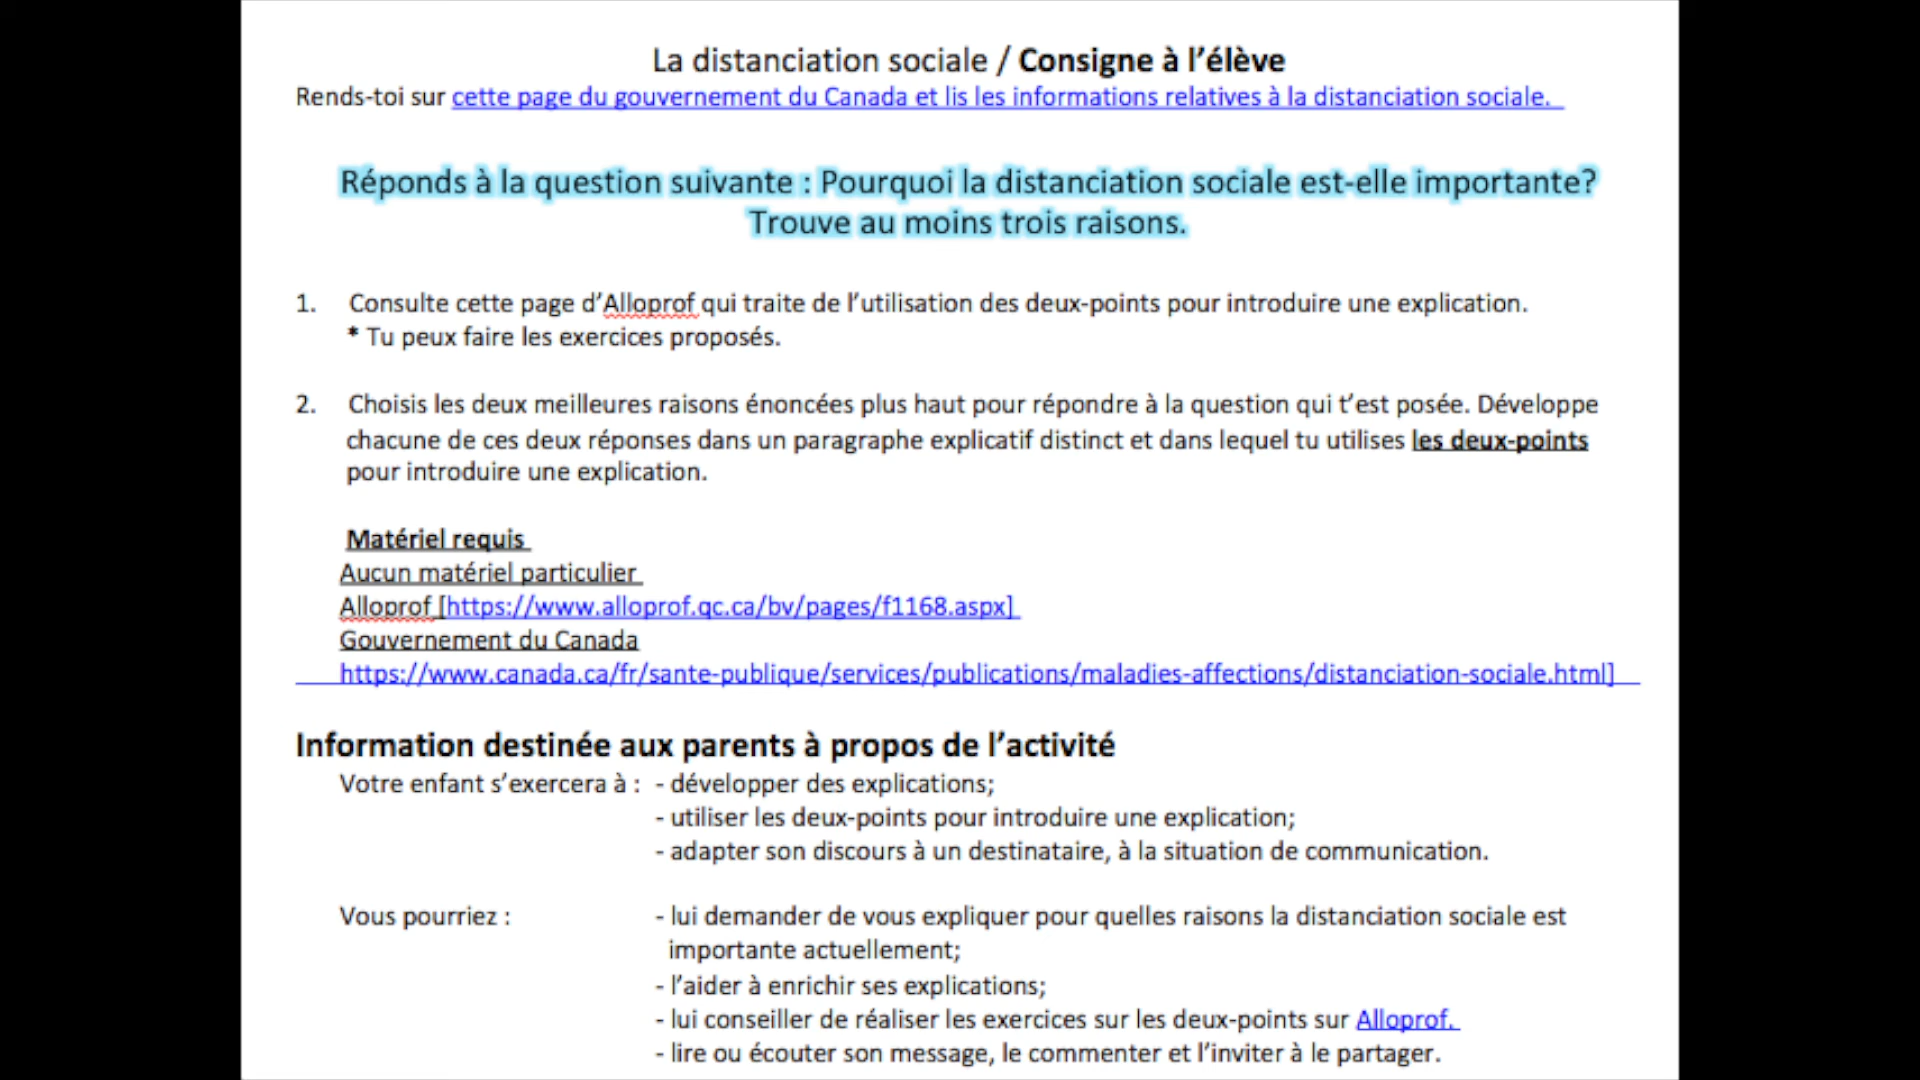 La distanciation sociale / Consigne à l’élève
Rends-toi sur cette page du gouvernement du Canada et lis les informations relatives à la distanciation sociale.
Réponds à la question suivante : Pourquoi la distanciation sociale est-elle importante?
Trouve au moins trois raisons.
1. Consulte cette page d’Alloprof qui traite de l’utilisation des deux-points pour introduire une explication.
* Tu peux faire les exercices proposés.
2. Choisis les deux meilleures raisons énoncées plus haut pour répondre à la question qui t’est posée. Développe
chacune de ces deux réponses dans un paragraphe explicatif distinct et dans lequel tu utilises les deux-points
pour introduire une explication.
Matériel requis
Aucun matériel particulier
Alloprof [https://www.alloprof.qc.ca/bv/pages/f1168.aspx]
Gouvernement du Canada
https://www.canada.ca/fr/sante-publique/services/publications/maladies-affections/distanciation-sociale.html]
Information destinée aux parents à propos de l’activité
Votre enfant s’exercera à : - développer des explications;
- utiliser les deux-points pour introduire une explication;
- adapter son discours à un destinataire, à la situation de communication.
Vous pourriez : - lui demander de vous expliquer pour quelles raisons la distanciation sociale est
importante actuellement;
- l’aider à enrichir ses explications;
- lui conseiller de réaliser les exercices sur les deux-points sur Alloprof.
- lire ou écouter son message, le commenter et l’inviter à le partager.